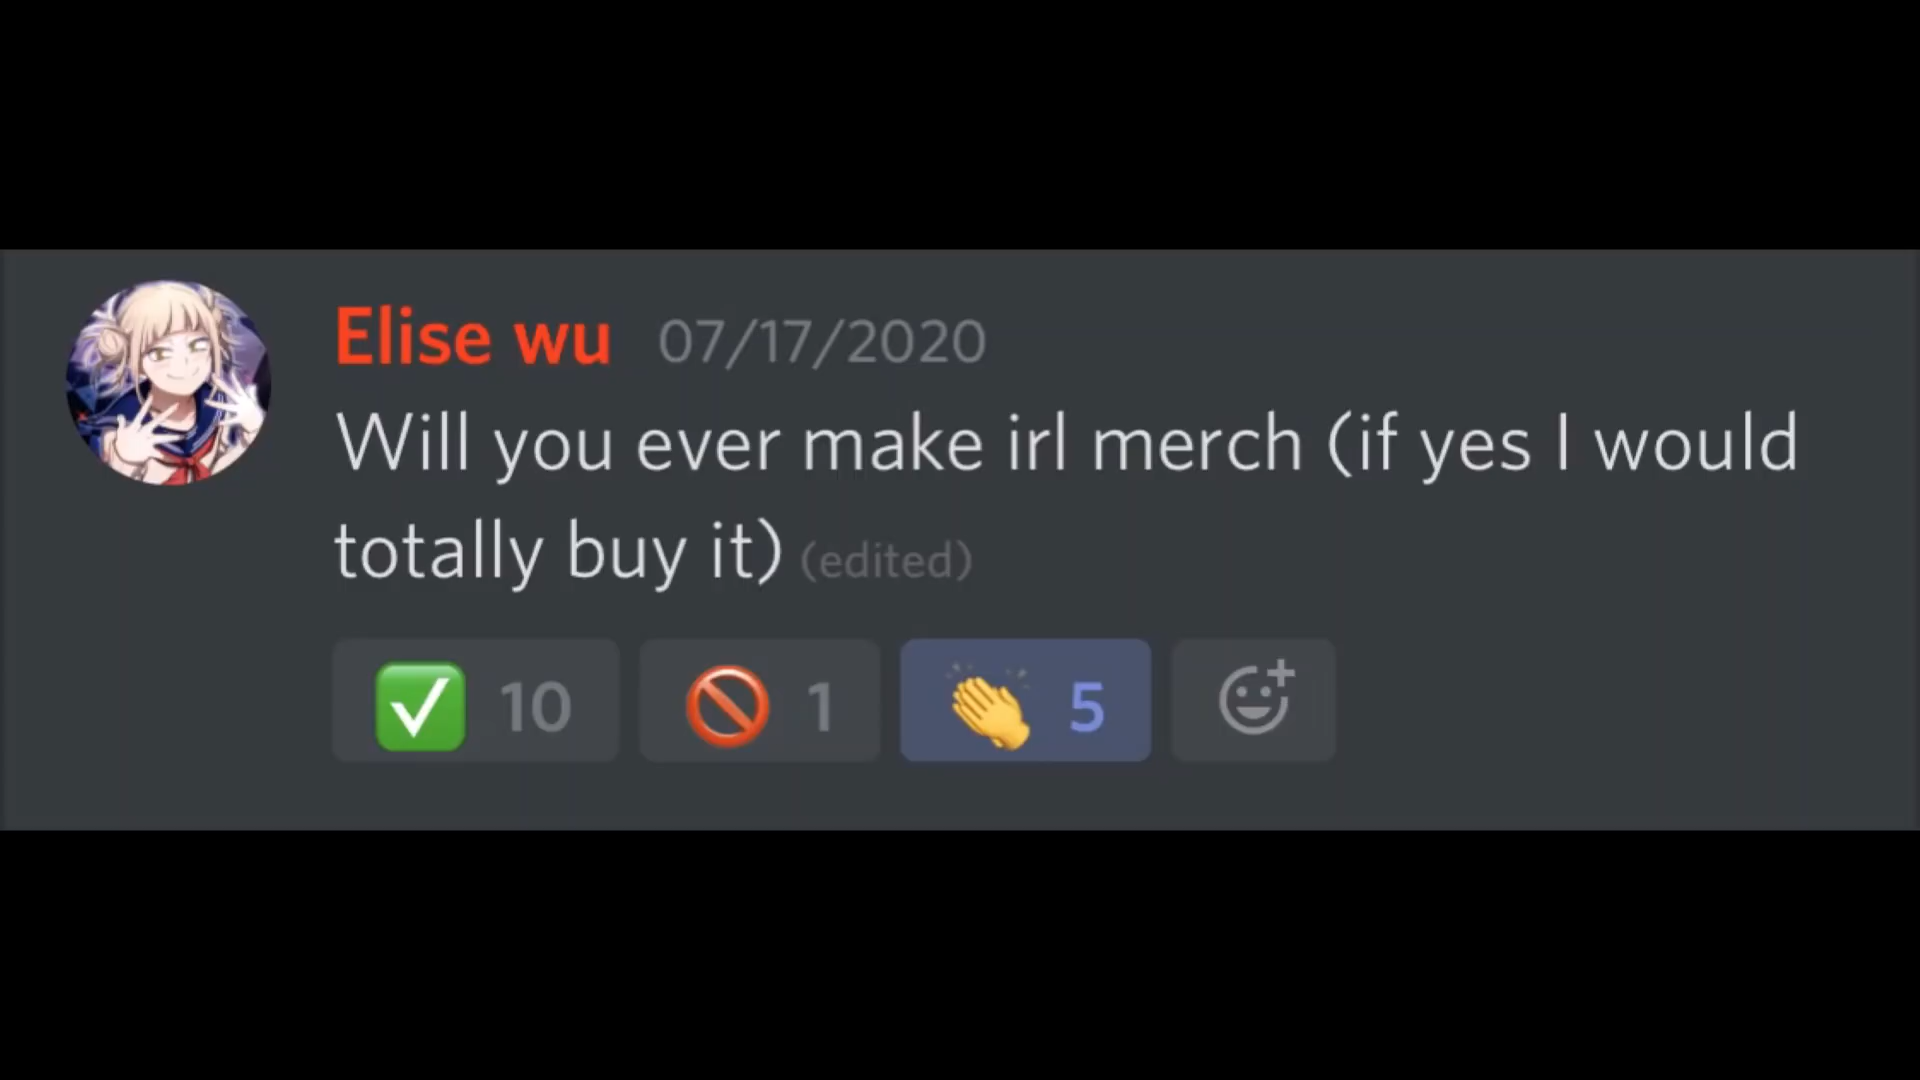 Elise wu 07/17/2020
Will you ever make irl merch (if yes I would
totally buy it) (edited)
10 1 5